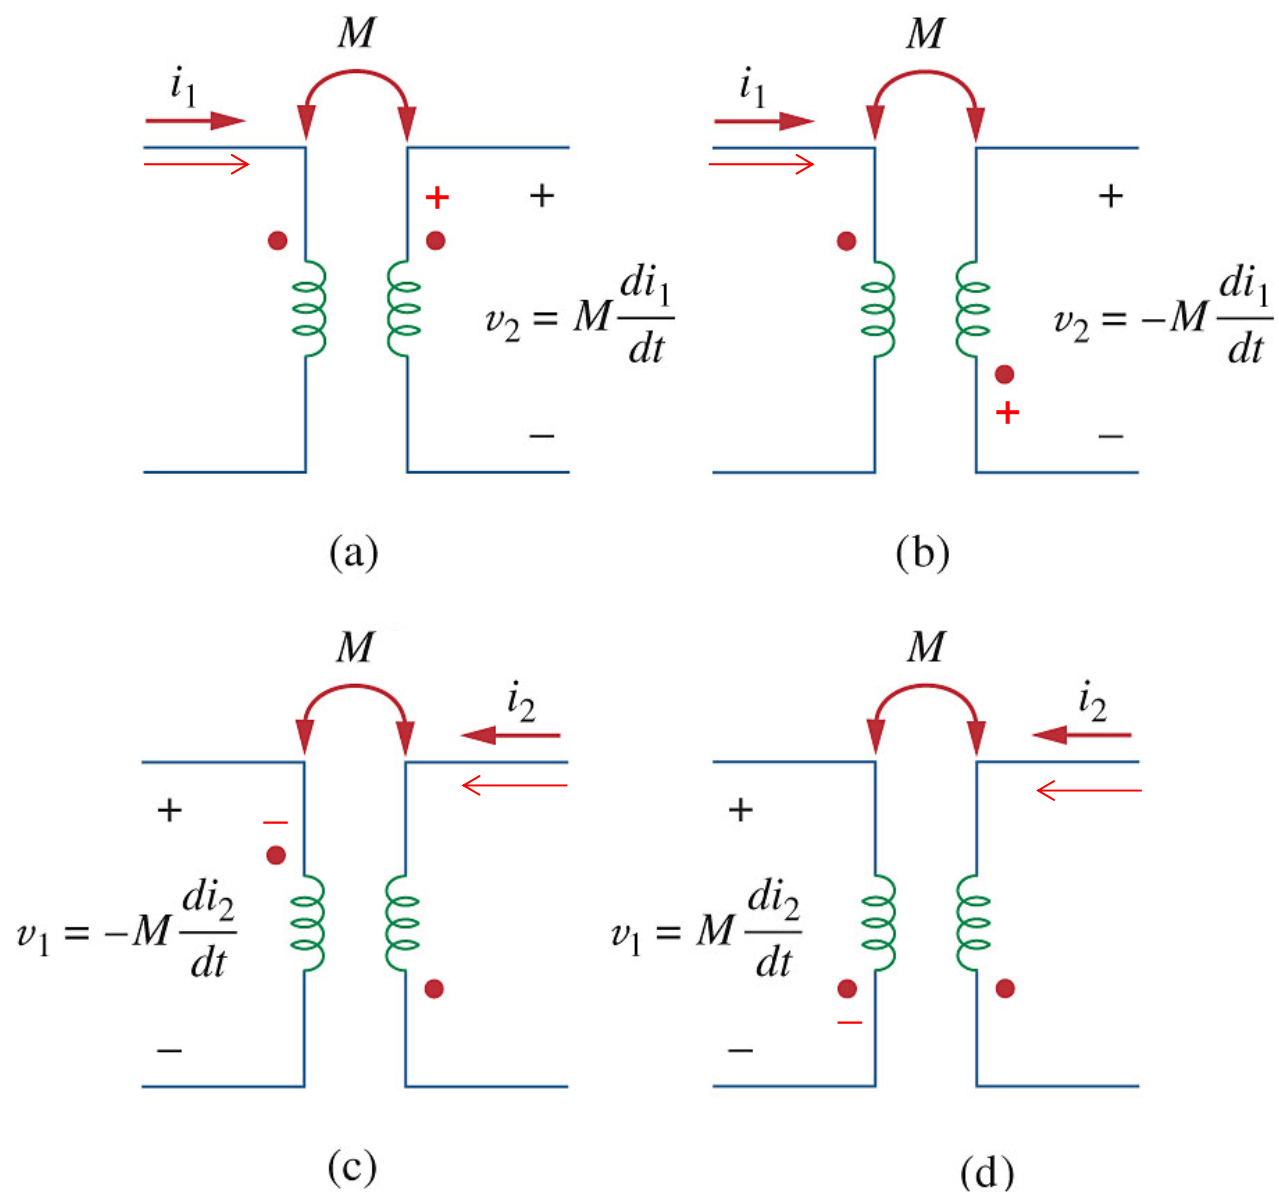 M M
i₁ i₁
+ + +
v₂ = M di₁/dt v₂ = −M di₁/dt
+
− −
(a) (b)
M M
i₂ i₂
+ +
−
v₁ = −M di₂/dt v₁ = M di₂/dt
−
− −
(c) (d)